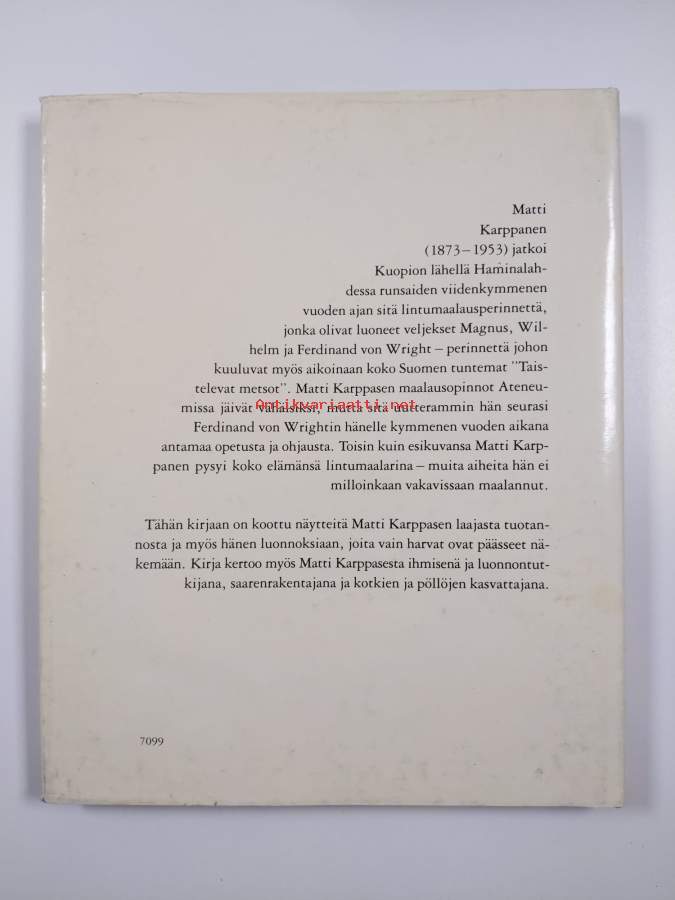 Matti
Karppanen
(1873–1953) jatkoi
Kuopion lähellä Haminalah-
dessa runsaiden viidenkymmenen
vuoden ajan sitä lintumaalausperinnettä,
jonka olivat luoneet veljekset Magnus, Wil-
helm ja Ferdinand von Wright – perinnettä johon
kuuluvat myös aikoinaan koko Suomen tuntemat ”Tais-
televat metsot”. Matti Karppasen maalausopinnot Ateneu-
missa jäivät vällaisiksi, mutta sitä uutterammin hän seurasi
Antikvariaatti.net
Ferdinand von Wrightin hänelle kymmenen vuoden aikana
antamaa opetusta ja ohjausta. Toisin kuin esikuvansa Matti Karp-
panen pysyi koko elämänsä lintumaalarina – muita aiheita hän ei
milloinkaan vakavissaan maalannut.
Tähän kirjaan on koottu näytteitä Matti Karppasen laajasta tuotan-
nosta ja myös hänen luonnoksiaan, joita vain harvat ovat päässeet nä-
kemään. Kirja kertoo myös Matti Karppasesta ihmisenä ja luonnontut-
kijana, saarenrakentajana ja kotkien ja pöllöjen kasvattajana.
7099